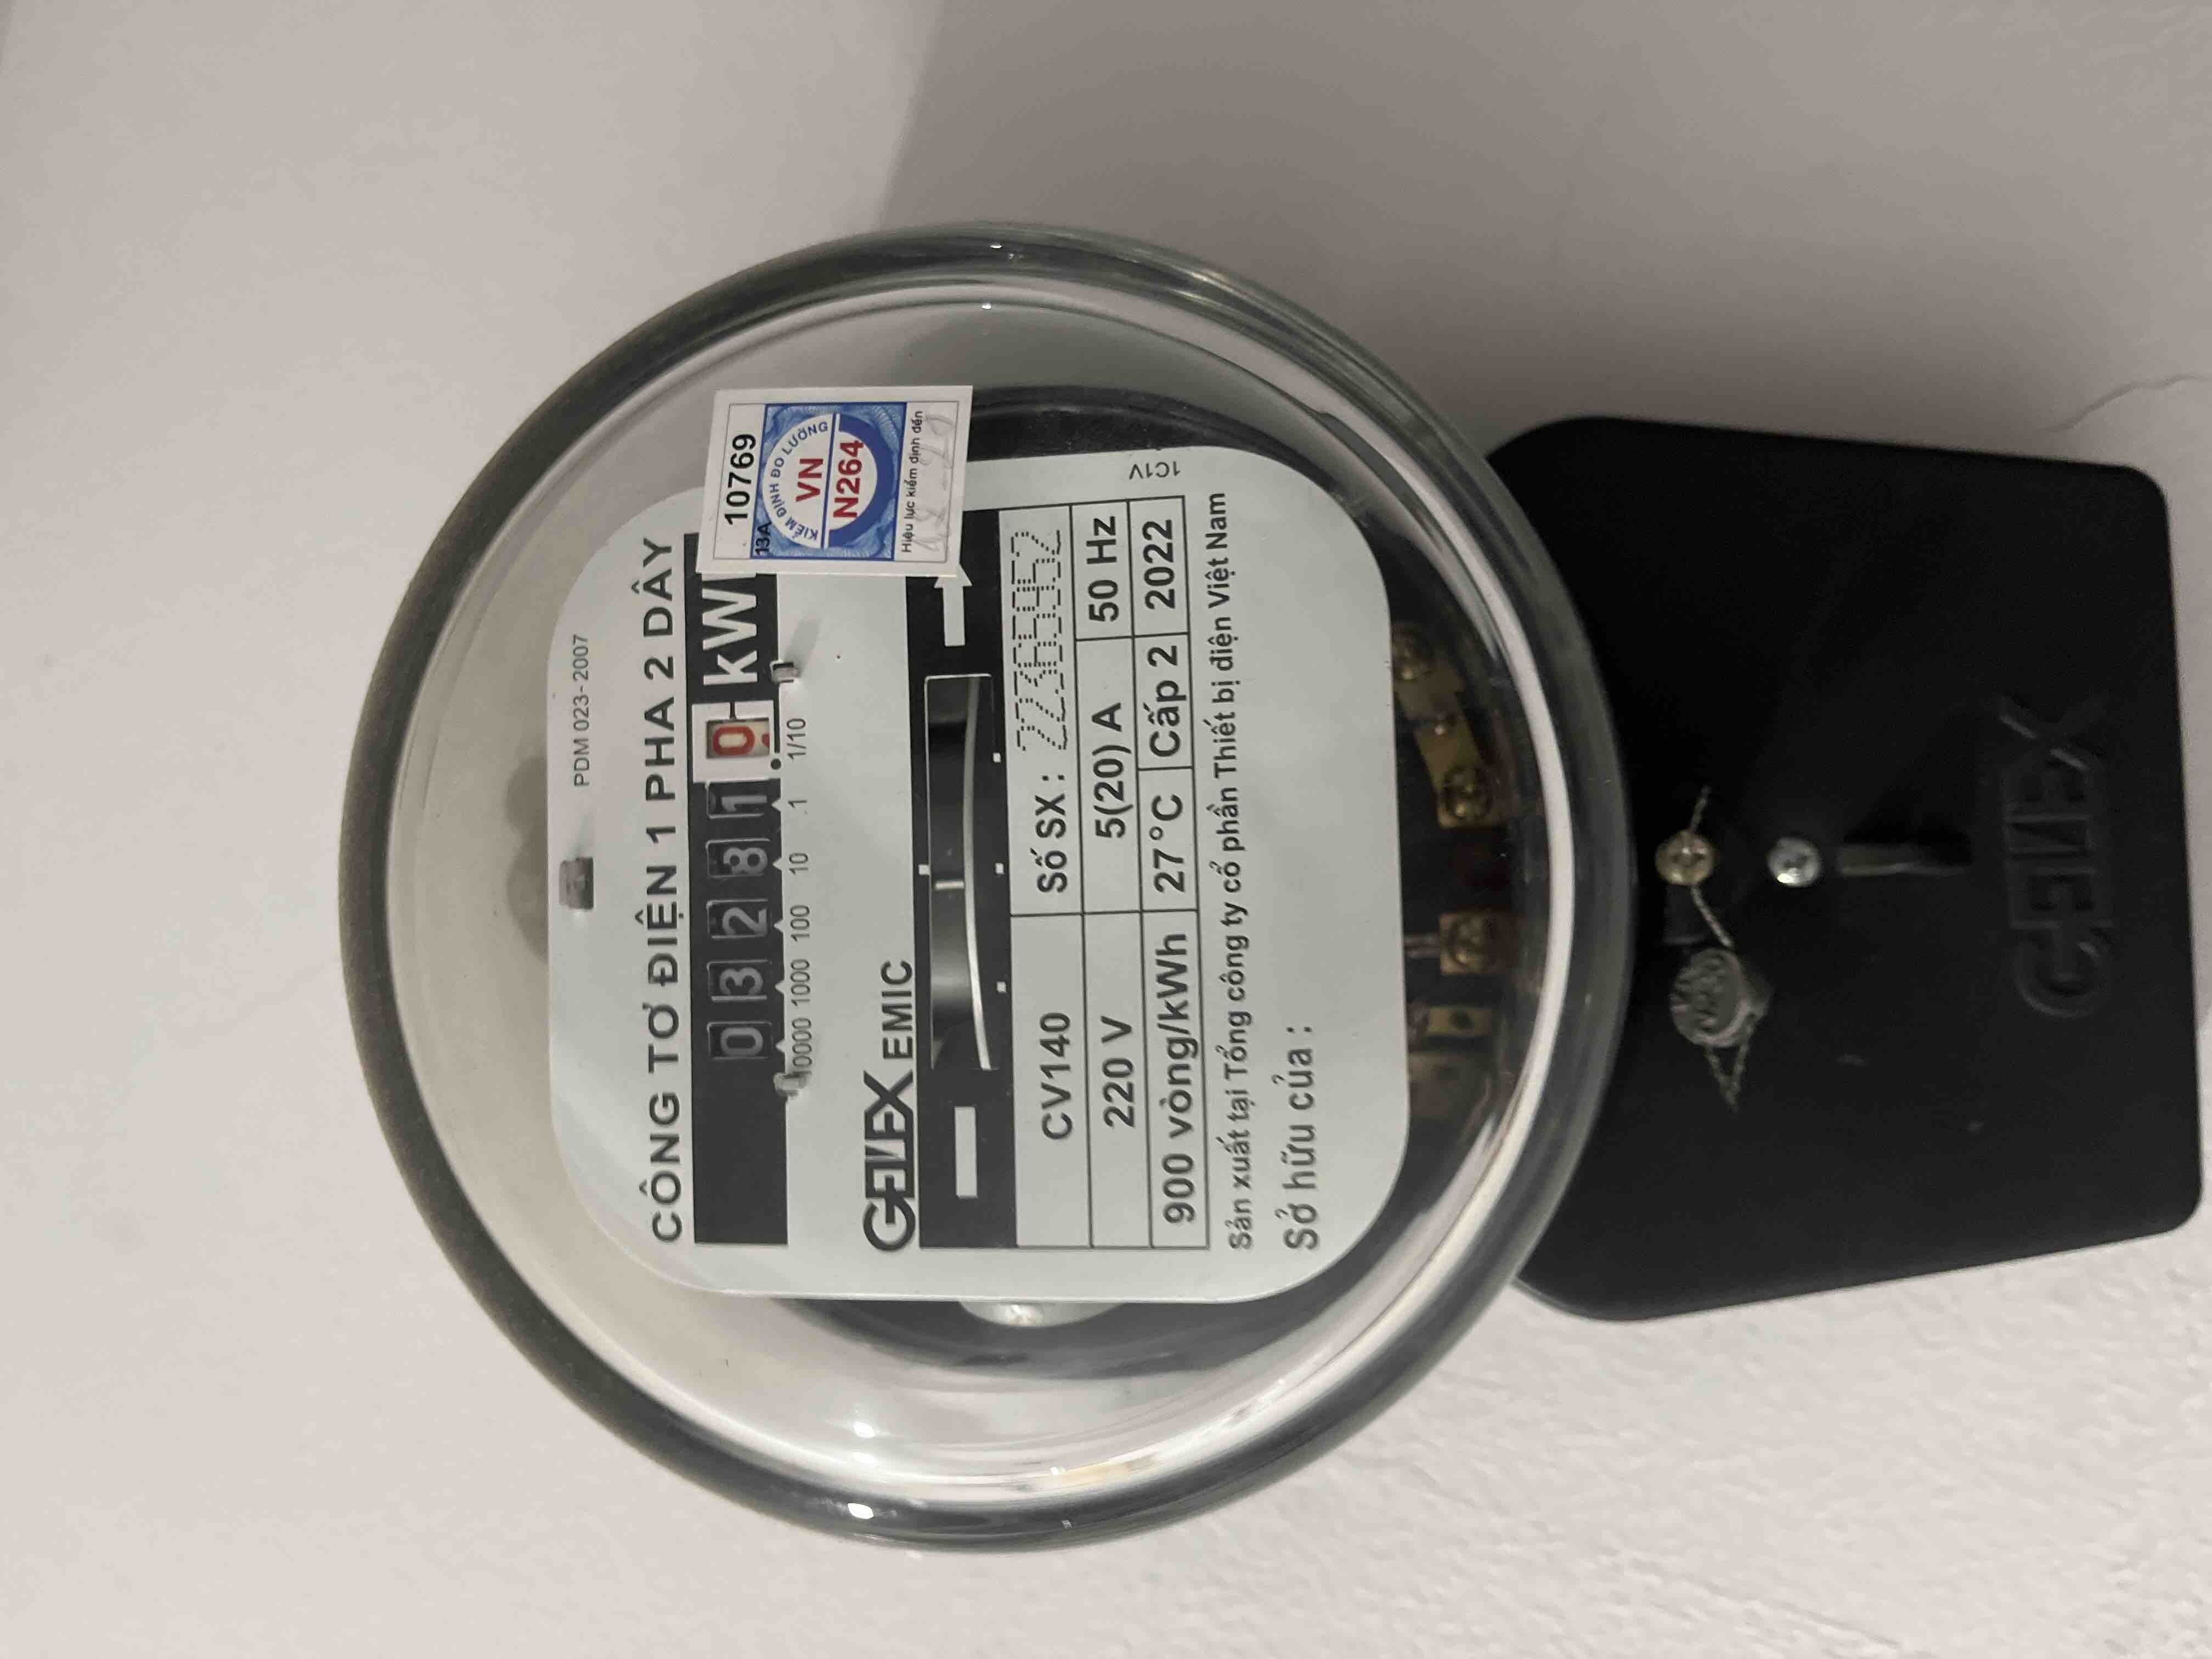 PDM 023-2007
CÔNG TƠ ĐIỆN 1 PHA 2 DÂY
0 3 2 8 1 0 kW
10000 1000 100 10 1 1/10
10769
13A
KIỂM ĐỊNH ĐO LƯỜNG
VN
N264
Hiệu lực kiểm định đến
GELEX EMIC
CV140 Số SX :
220 V 5(20) A 50 Hz
900 vòng/kWh 27°C Cấp 2 2022
1C1V
Sản xuất tại Tổng công ty cổ phần Thiết bị điện Việt Nam
Sở hữu của :
GELEX